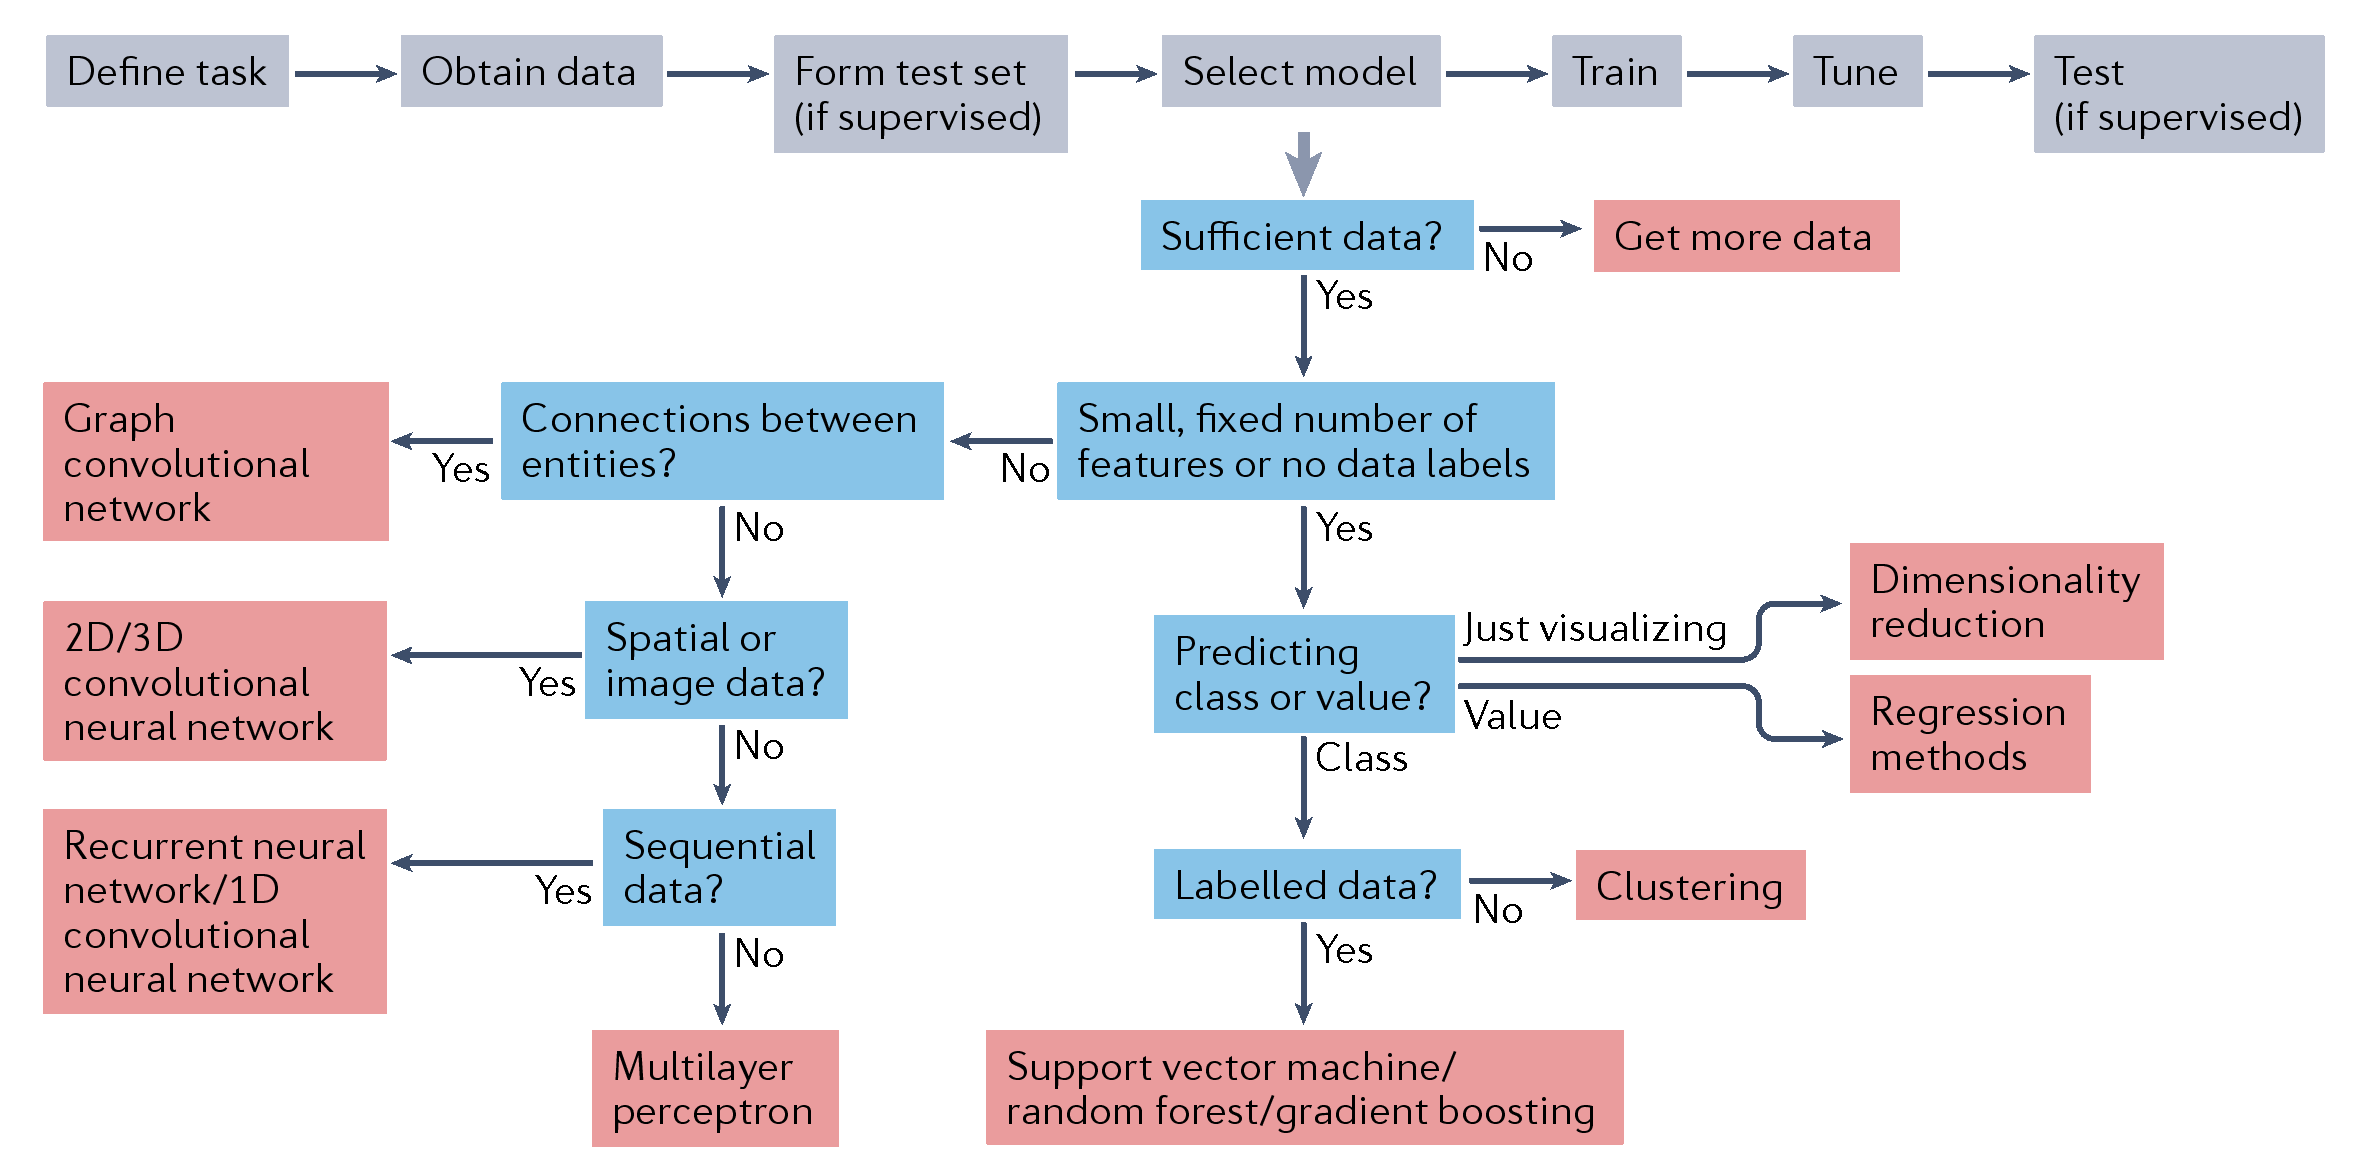 Define task
Obtain data
Form test set
(if supervised)
Select model
Train
Tune
Test
(if supervised)
Sufficient data?
No
Get more data
Yes
Graph
convolutional
network
Yes
Connections between
entities?
No
Small, fixed number of
features or no data labels
No
Yes
2D/3D
convolutional
neural network
Yes
Spatial or
image data?
No
Predicting
class or value?
Just visualizing
Dimensionality
reduction
Value
Regression
methods
Class
Recurrent neural
network/1D
convolutional
neural network
Yes
Sequential
data?
No
Labelled data?
No
Clustering
Yes
Multilayer
perceptron
Support vector machine/
random forest/gradient boosting